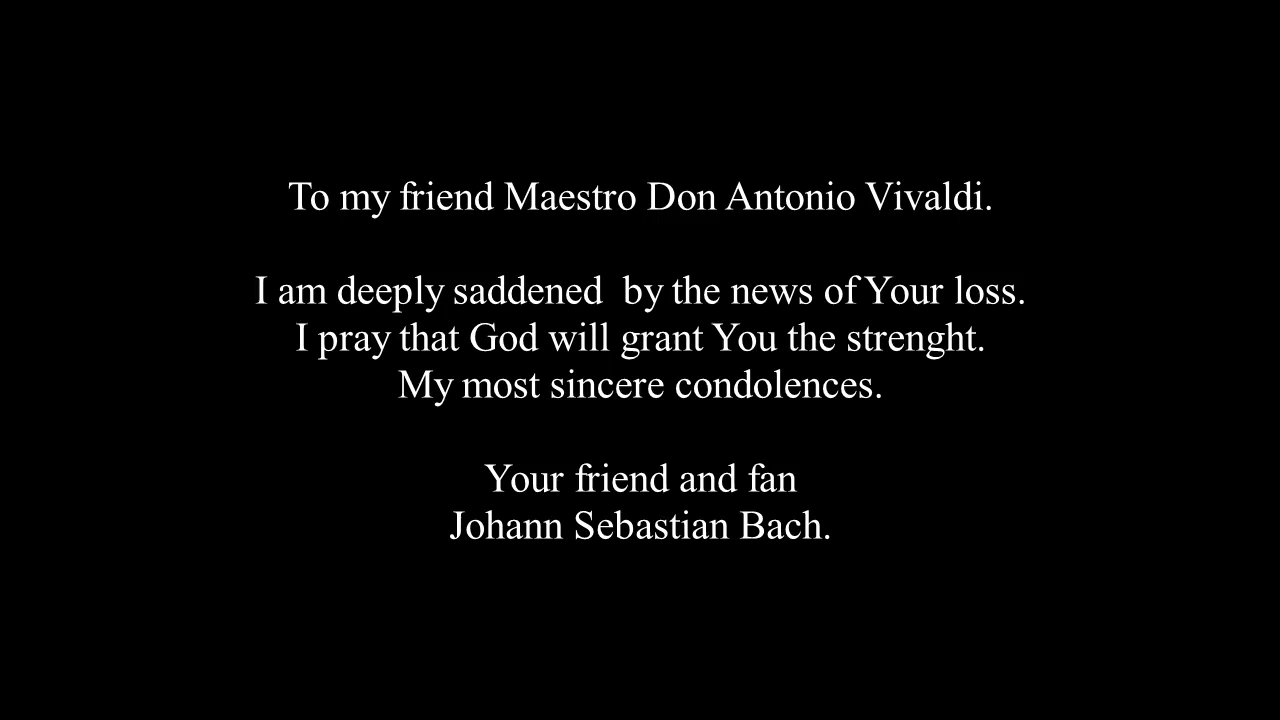 To my friend Maestro Don Antonio Vivaldi.
I am deeply saddened  by the news of Your loss.
I pray that God will grant You the strenght.
My most sincere condolences.
Your friend and fan
Johann Sebastian Bach.